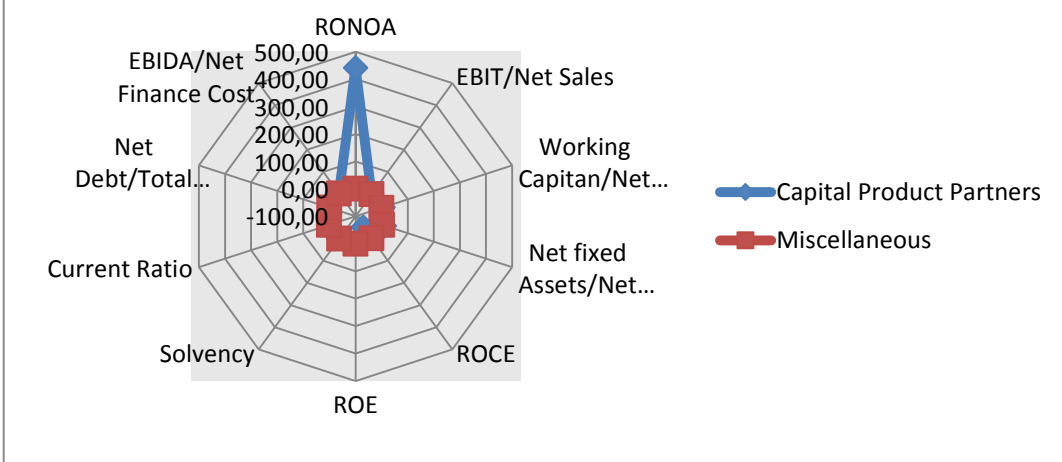 RONOA
EBIT/Net Sales
Working
Capitan/Net...
Net fixed
Assets/Net...
ROCE
ROE
Solvency
Current Ratio
Net
Debt/Total...
EBIDA/Net
Finance Cost
500,00
400,00
300,00
200,00
100,00
0,00
-100,00
Capital Product Partners
Miscellaneous